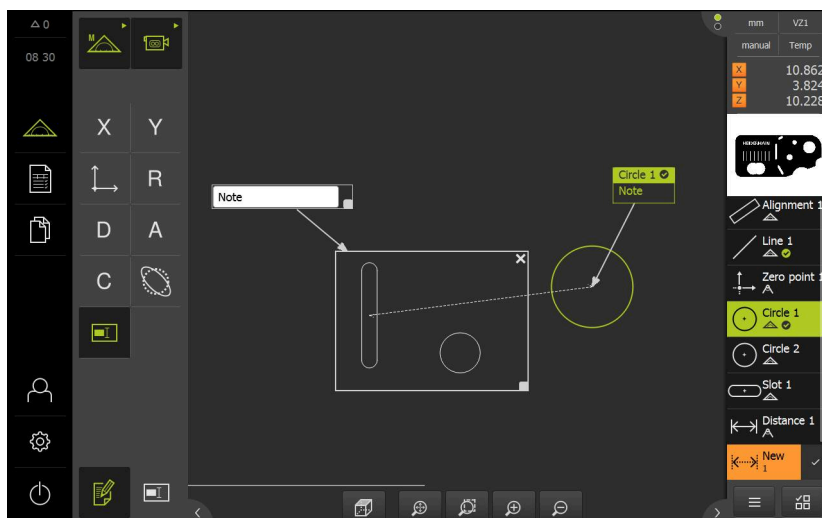 0
08 30
M
X
Y
R
D
A
C
Note
Circle 1
Note
mm
VZ1
manual
Temp
X 10.862
Y 3.824
Z 10.228
HEIDENHAIN
Alignment 1
Line 1
Zero point 1
Circle 1
Circle 2
Slot 1
Distance 1
New
1